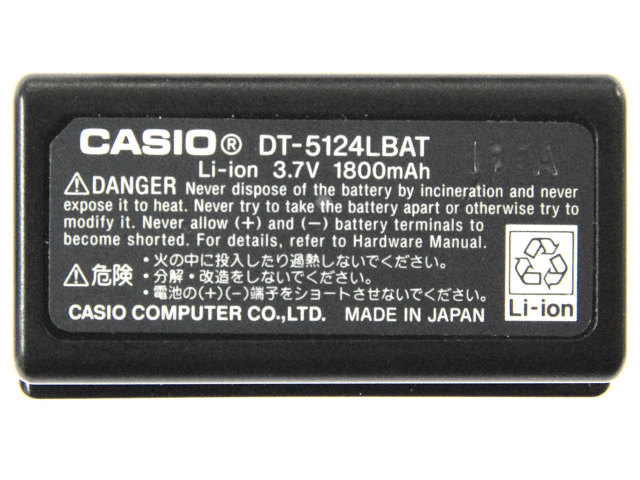 CASIO® DT-5124LBAT
Li-ion 3.7V 1800mAh
⚠DANGER Never dispose of the battery by incineration and never
expose it to heat. Never try to take the battery apart or otherwise try to
modify it. Never allow (+) and (−) battery terminals to
become shorted. For details, refer to Hardware Manual.
⚠危険 ・火の中に投入したり過熱しないでください。
・分解・改造をしないでください。
・電池の(+)(−)端子をショートさせないでください。
CASIO COMPUTER CO.,LTD. MADE IN JAPAN
Li-ion